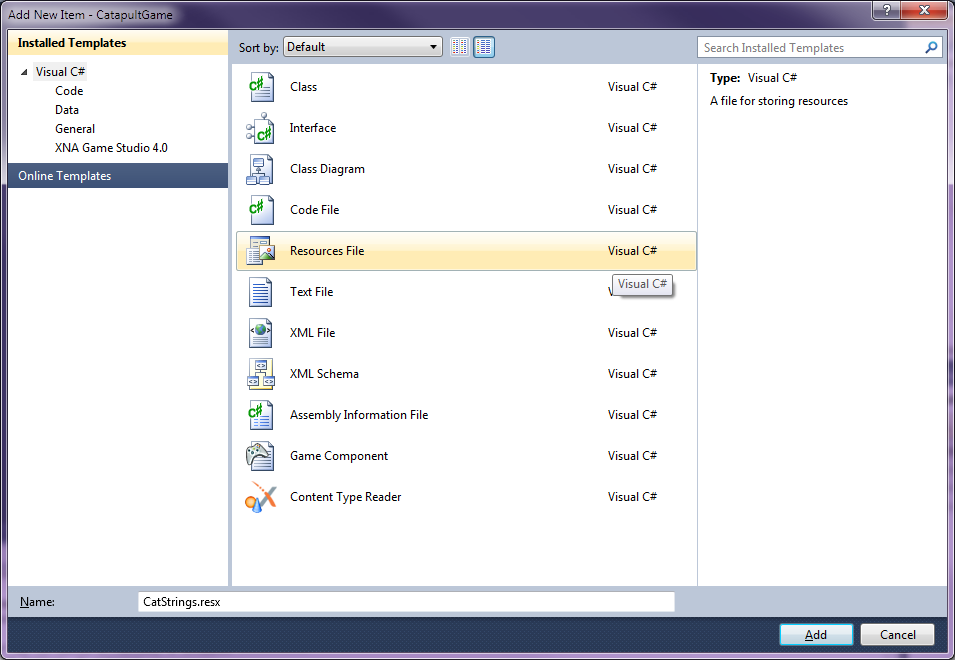 Add New Item - CatapultGame
?
Installed Templates
Sort by: Default
Search Installed Templates
Visual C#
Code
Data
General
XNA Game Studio 4.0
Online Templates
Class Visual C#
Interface Visual C#
Class Diagram Visual C#
Code File Visual C#
Resources File Visual C#
Visual C#
Text File
XML File Visual C#
XML Schema Visual C#
Assembly Information File Visual C#
Game Component Visual C#
Content Type Reader Visual C#
Type: Visual C#
A file for storing resources
Name: CatStrings.resx
Add Cancel